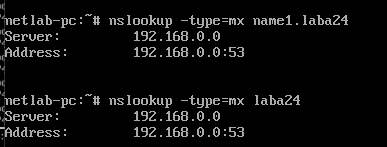 netlab-pc:~# nslookup -type=mx name1.laba24
Server:         192.168.0.0
Address:        192.168.0.0:53
netlab-pc:~# nslookup -type=mx laba24
Server:         192.168.0.0
Address:        192.168.0.0:53